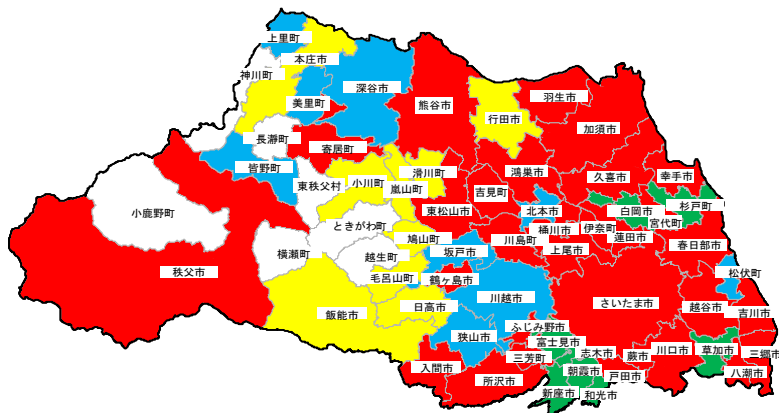 上里町
本庄市
神川町
美里町
深谷市
熊谷市
行田市
羽生市
加須市
長瀞町
皆野町
寄居町
東秩父村
小川町
嵐山町
滑川町
吉見町
鴻巣市
久喜市
幸手市
小鹿野町
ときがわ町
東松山市
北本市
白岡市
杉戸町
宮代町
桶川市
伊奈町
蓮田市
横瀬町
鳩山町
越生町
坂戸市
川島町
上尾市
春日部市
秩父市
毛呂山町
鶴ヶ島市
川越市
さいたま市
松伏町
飯能市
日高市
越谷市
吉川市
狭山市
ふじみ野市
富士見市
志木市
三芳町
入間市
所沢市
朝霞市
新座市
和光市
戸田市
蕨市
川口市
草加市
三郷市
八潮市